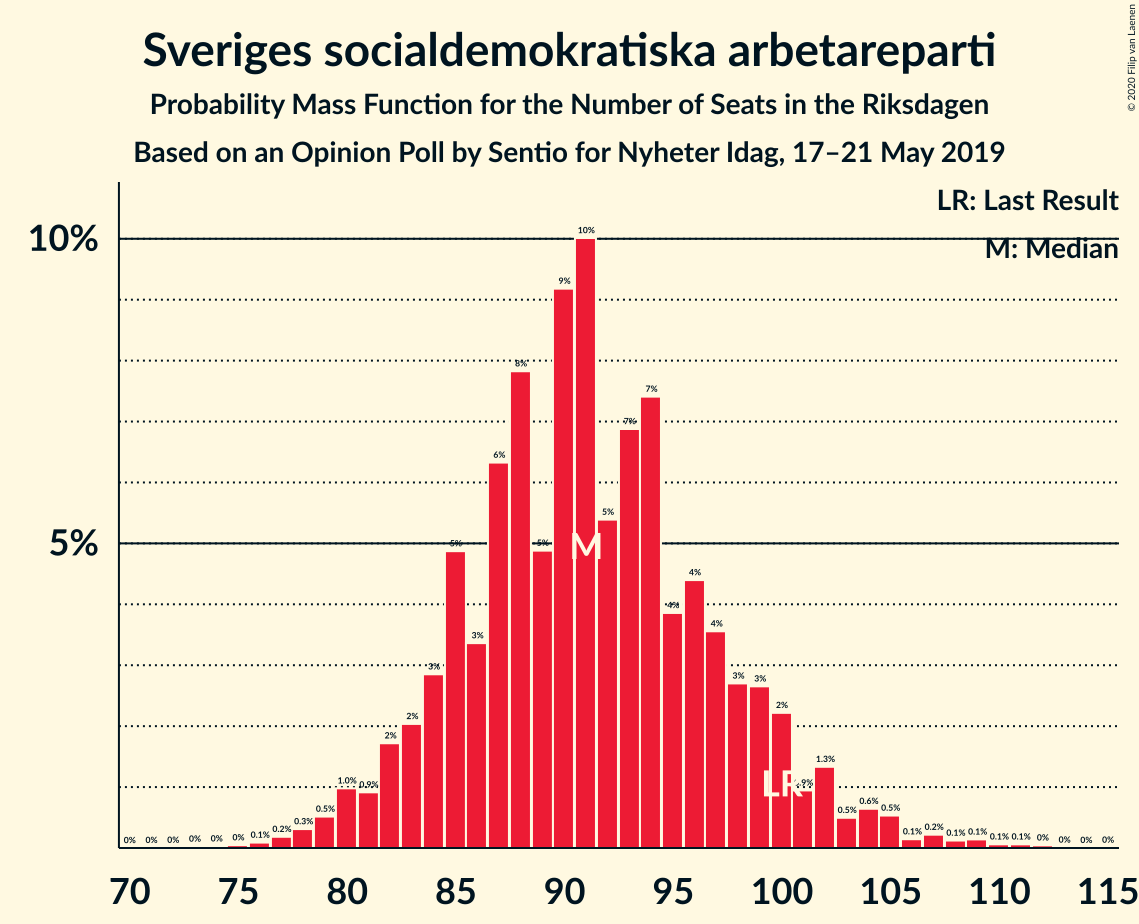 Sveriges socialdemokratiska arbetareparti
Probability Mass Function for the Number of Seats in the Riksdagen
Based on an Opinion Poll by Sentio for Nyheter Idag, 17–21 May 2019
© 2020 Filip van Laenen
LR: Last Result
M: Median
10%
5%
0% 0% 0% 0% 0% 0% 0.1% 0.2% 0.3% 0.5% 1.0% 0.9% 2% 2% 3% 5% 3% 6% 8% 5% 9% 10% 5% 7% 7% 4% 4% 4% 3% 3% 2% 0.9% 1.3% 0.5% 0.6% 0.5% 0.1% 0.2% 0.1% 0.1% 0.1% 0.1% 0% 0% 0% 0%
M
LR
70 75 80 85 90 95 100 105 110 115